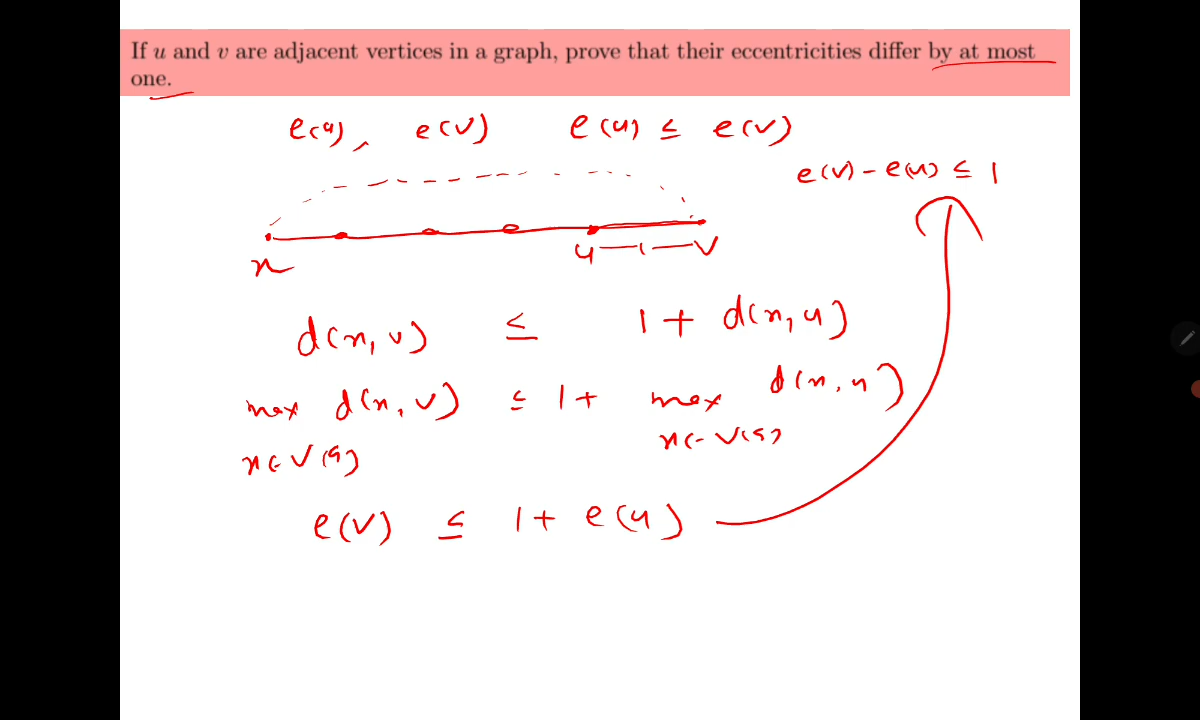 If u and v are adjacent vertices in a graph, prove that their eccentricities differ by at most
one.
e(u), e(v) e(u) ≤ e(v)
e(v) - e(u) ≤ 1
x u 1 v
d(x, v) ≤ 1 + d(x, u)
max d(x, v) ≤ 1 + max d(x, u)
x ∈ V(G) x ∈ V(G)
e(v) ≤ 1 + e(u)